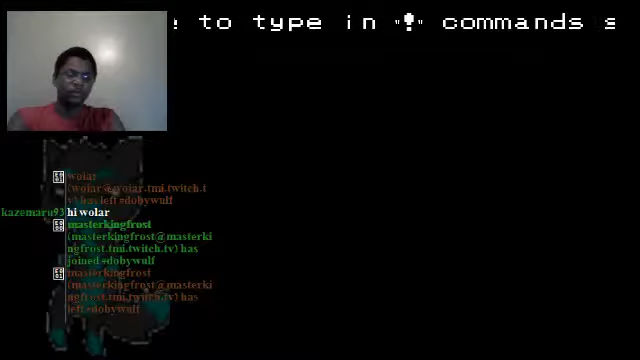 to type in "!" commands s
wolar
(wolar@wolar.tmi.twitch.t
v) has left #dobywulf
kazemaru93 hi wolar
masterkingfrost
(masterkingfrost@masterki
ngfrost.tmi.twitch.tv) has
joined #dobywulf
masterkingfrost
(masterkingfrost@masterki
ngfrost.tmi.twitch.tv) has
left #dobywulf